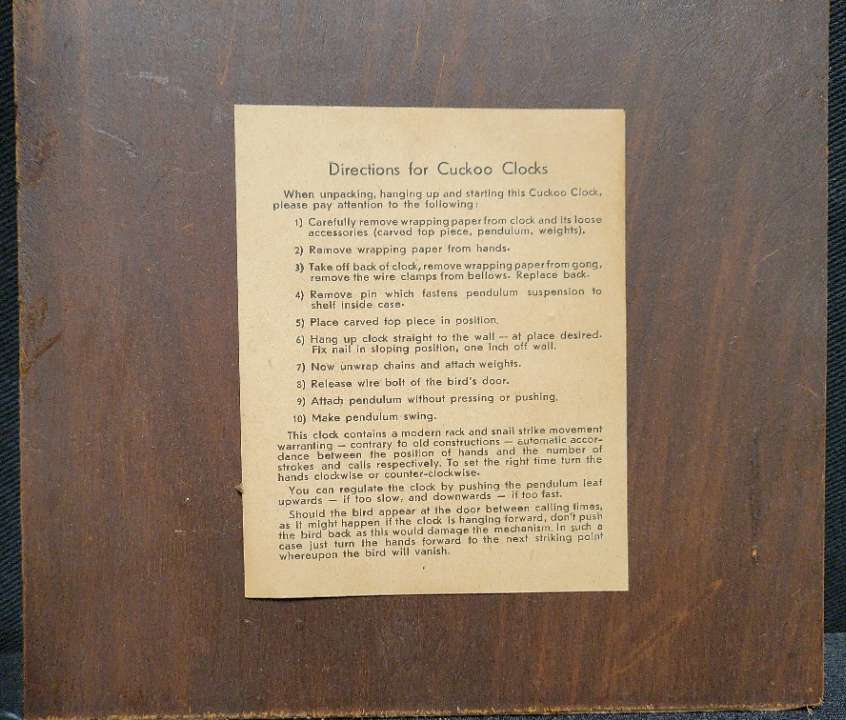 Directions for Cuckoo Clocks
When unpacking, hanging up and starting this Cuckoo Clock,
please pay attention to the following:
1) Carefully remove wrapping paper from clock and its loose
accessories (carved top piece, pendulum, weights).
2) Remove wrapping paper from hands.
3) Take off back of clock, remove wrapping paper from gong,
remove the wire clamps from bellows. Replace back.
4) Remove pin which fastens pendulum suspension to
shelf inside case.
5) Place carved top piece in position.
6) Hang up clock straight to the wall — at place desired.
Fix nail in sloping position, one inch off wall.
7) Now unwrap chains and attach weights.
8) Release wire bolt of the bird's door.
9) Attach pendulum without pressing or pushing.
10) Make pendulum swing.
This clock contains a modern rack and snail strike movement
warranting — contrary to old constructions — automatic accor-
dance between the position of hands and the number of
strokes and calls respectively. To set the right time turn the
hands clockwise or counter-clockwise.
You can regulate the clock by pushing the pendulum leaf
upwards — if too slow, and downwards — if too fast.
Should the bird appear at the door between calling times,
as it might happen if the clock is hanging forward, don't push
the bird back as this would damage the mechanism. In such a
case just turn the hands forward to the next striking point
whereupon the bird will vanish.